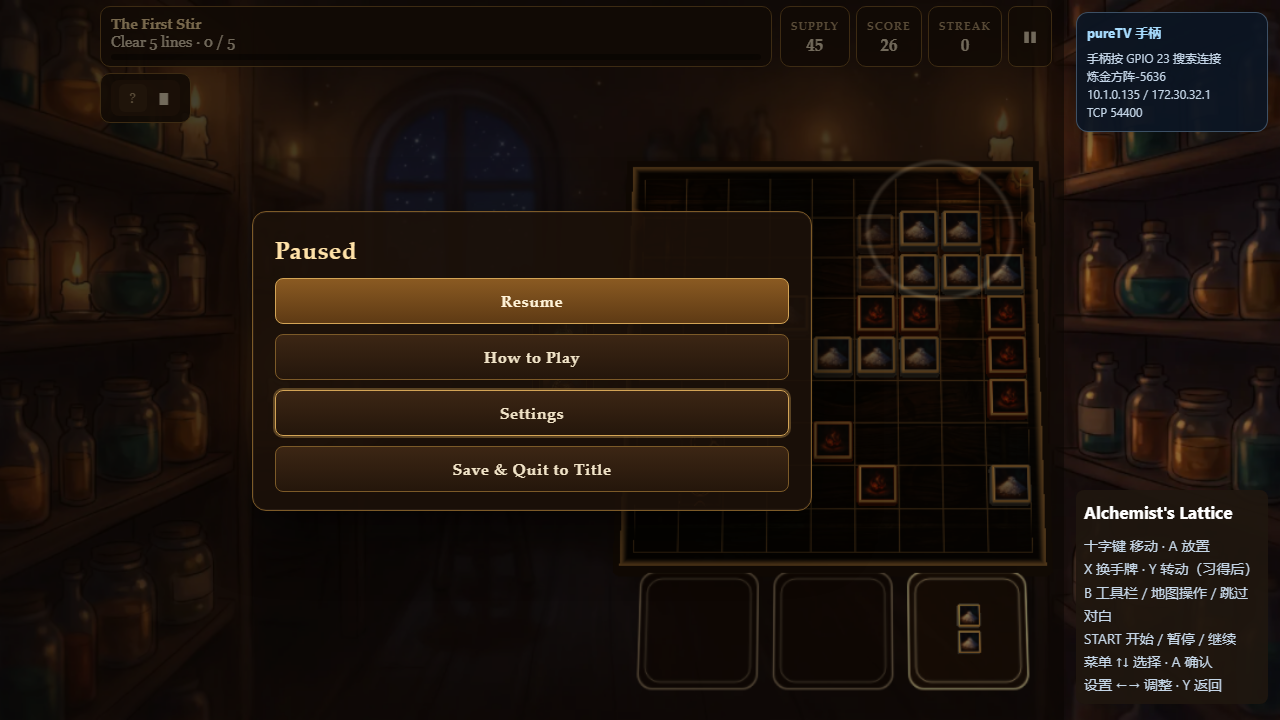 The First Stir
Clear 5 lines · 0 / 5
SUPPLY
45
SCORE
26
STREAK
0
?
Paused
Resume
How to Play
Settings
Save & Quit to Title
pureTV 手柄
手柄按 GPIO 23 搜索连接
炼金方阵-5636
10.1.0.135 / 172.30.32.1
TCP 54400
Alchemist's Lattice
十字键 移动 · A 放置
X 换手牌 · Y 转动（习得后）
B 工具栏 / 地图操作 / 跳过
对白
START 开始 / 暂停 / 继续
菜单 ↑↓ 选择 · A 确认
设置 ←→ 调整 · Y 返回